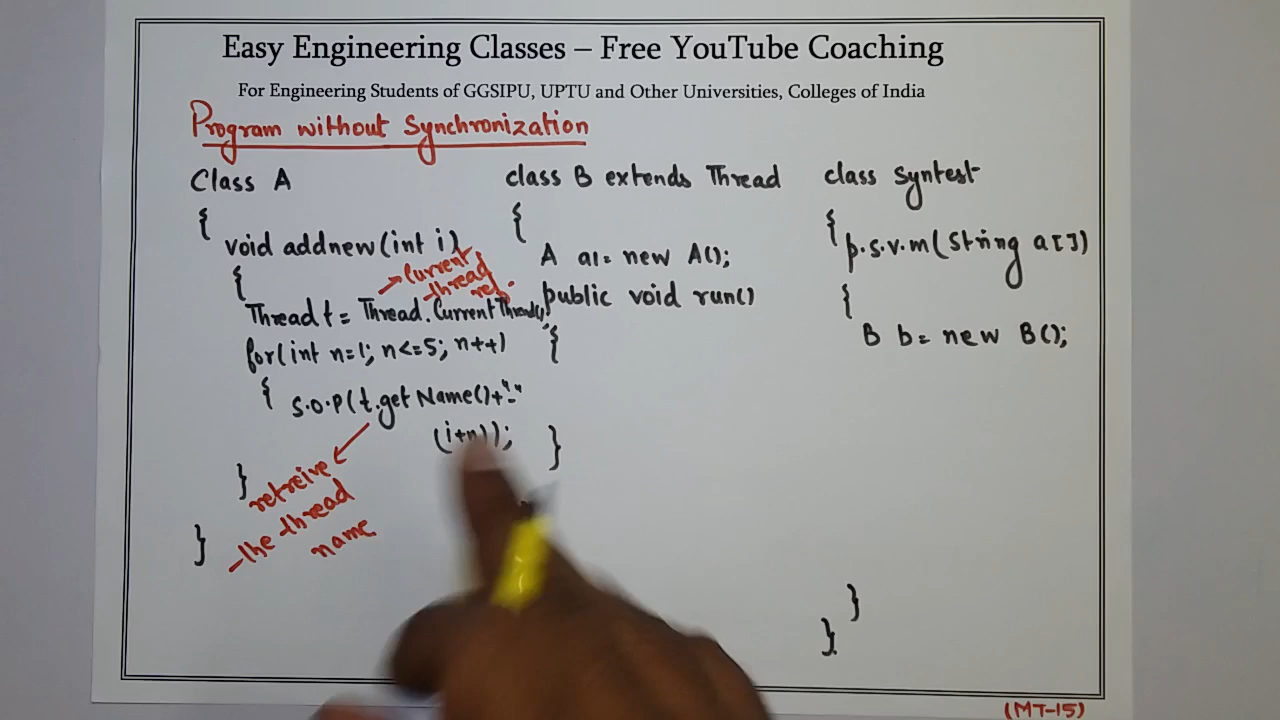 Easy Engineering Classes – Free YouTube Coaching
For Engineering Students of GGSIPU, UPTU and Other Universities, Colleges of India
Program without Synchronization
Class A
{
void addnew(int i)
{
→ Current
thread
ref.
Thread t = Thread.CurrentThread();
for(int n=1; n<=5; n++)
{ S.O.P(t.getName()+"-"
(i+n));
}
retreive
the thread
name
}
class B extends Thread
{
A a1= new A();
public void run()
{
}
class Syntest
{ p.s.v.m(String a[])
{
B b= new B();
}
}
(MT-15)